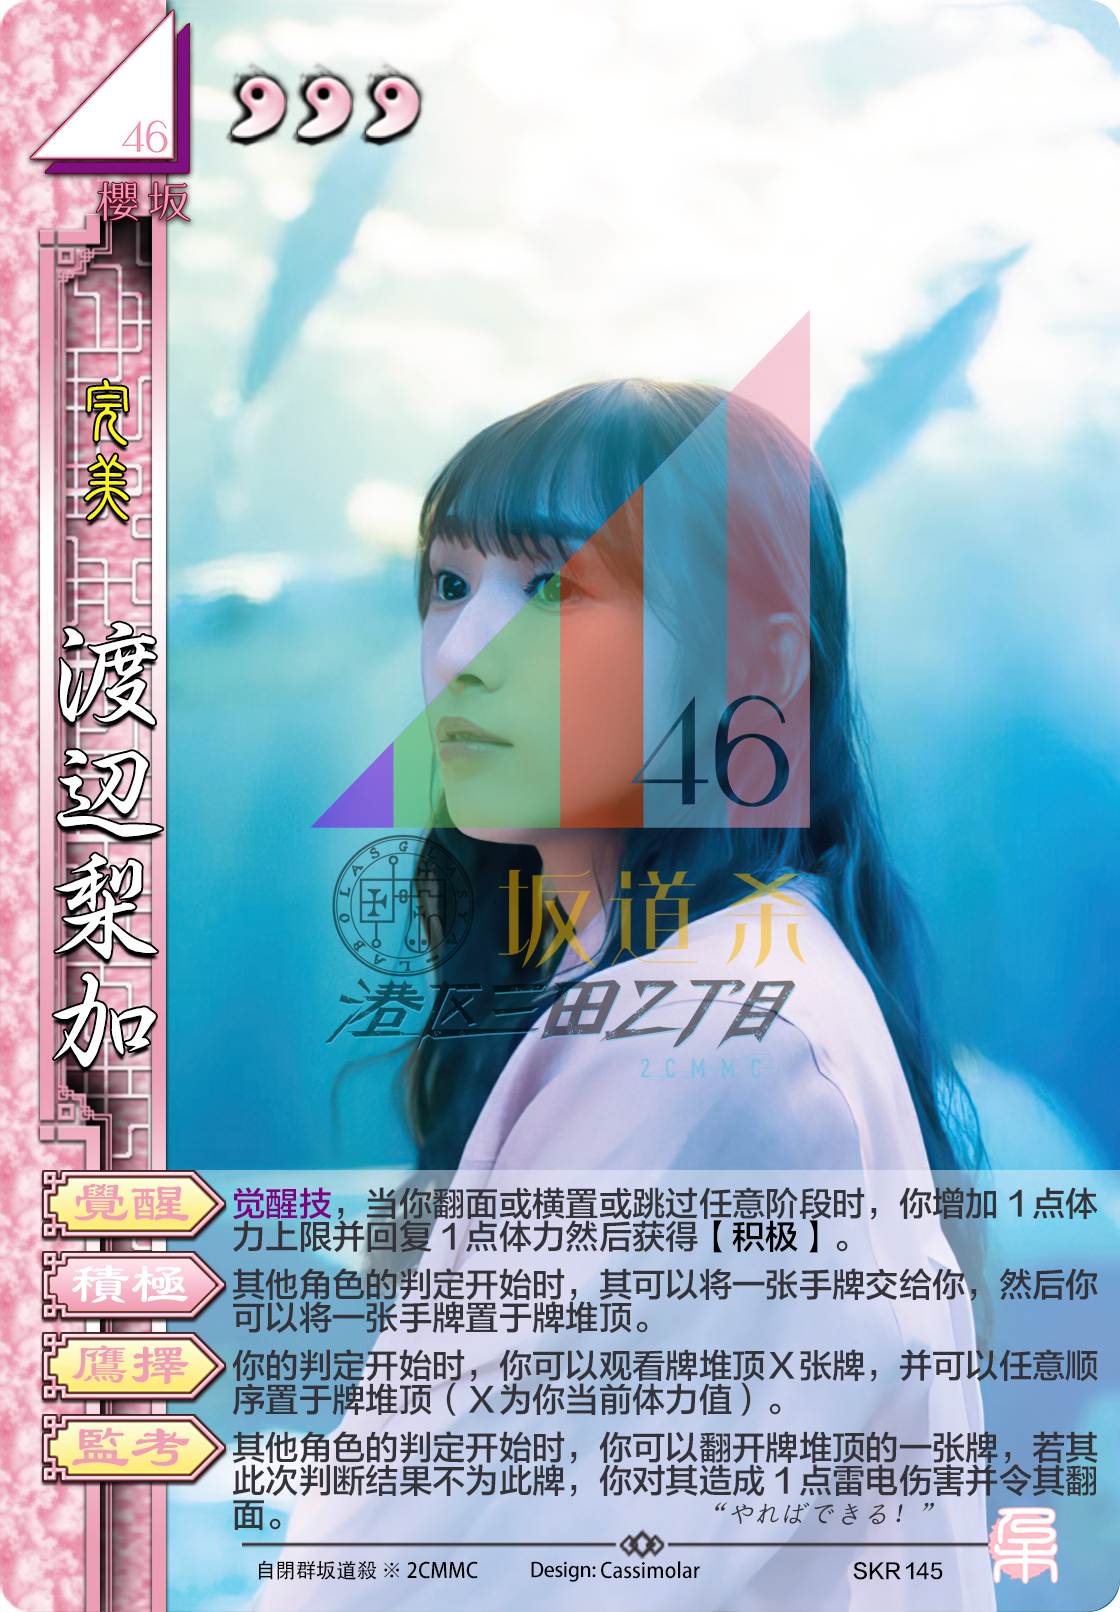 46
櫻坂
完美
渡辺梨加
46
GLASYA LABOLAS
坂道杀
港区三田乙丁目
2CMMC
覺醒
觉醒技，当你翻面或横置或跳过任意阶段时，你增加1点体
力上限并回复1点体力然后获得【积极】。
積極
其他角色的判定开始时，其可以将一张手牌交给你，然后你
可以将一张手牌置于牌堆顶。
鷹擇
你的判定开始时，你可以观看牌堆顶X张牌，并可以任意顺
序置于牌堆顶（X为你当前体力值）。
監考
其他角色的判定开始时，你可以翻开牌堆顶的一张牌，若其
此次判断结果不为此牌，你对其造成1点雷电伤害并令其翻
面。
“やればできる！”
自閉群坂道殺 ※ 2CMMC Design: Cassimolar SKR 145